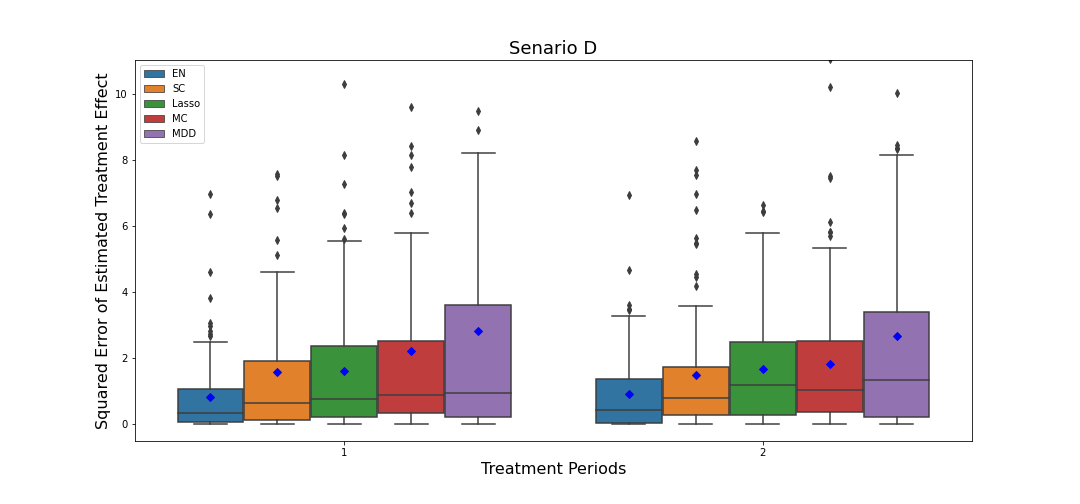 Senario D
EN
SC
Lasso
MC
MDD
Squared Error of Estimated Treatment Effect
10
8
6
4
2
0
1
2
Treatment Periods